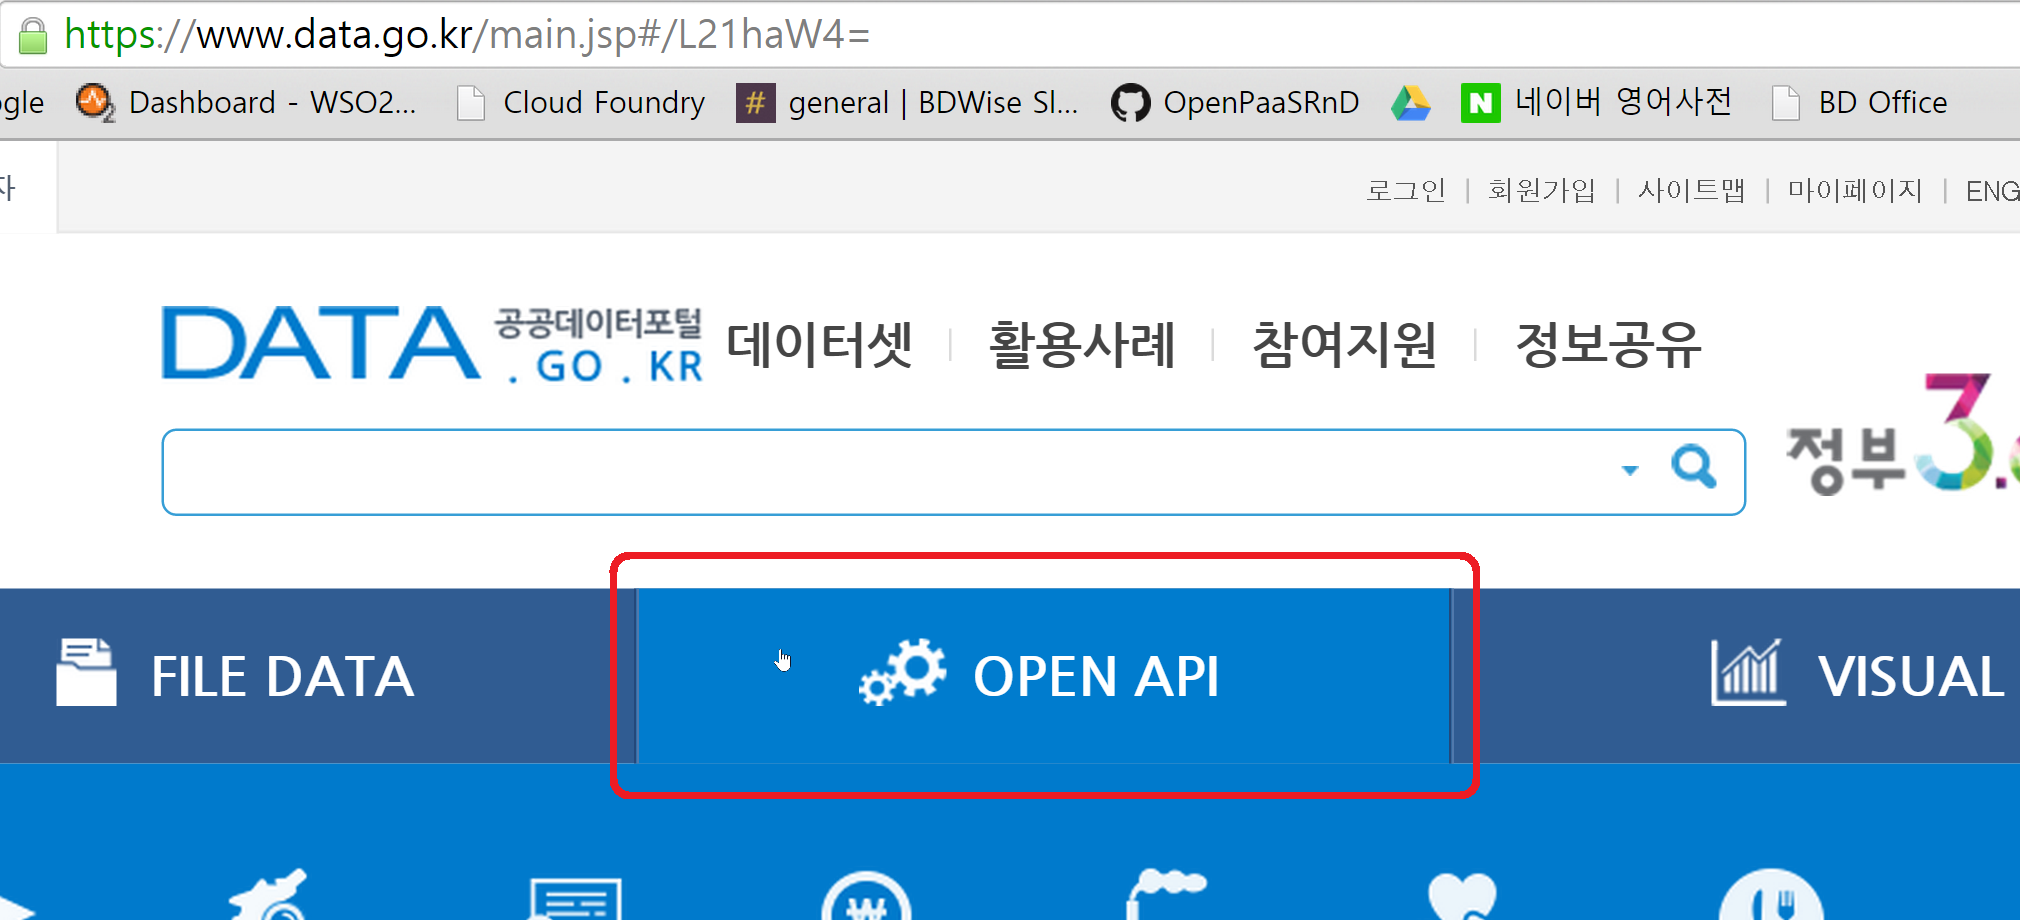 https://www.data.go.kr/main.jsp#/L21haW4=
gle Dashboard - WSO2... Cloud Foundry # general | BDWise Sl... OpenPaaSRnD N 네이버 영어사전 BD Office
자 로그인 | 회원가입 | 사이트맵 | 마이페이지 | ENG
DATA 공공데이터포털 데이터셋 | 활용사례 | 참여지원 | 정보공유
. GO . KR
정부3.
FILE DATA OPEN API VISUAL
₩